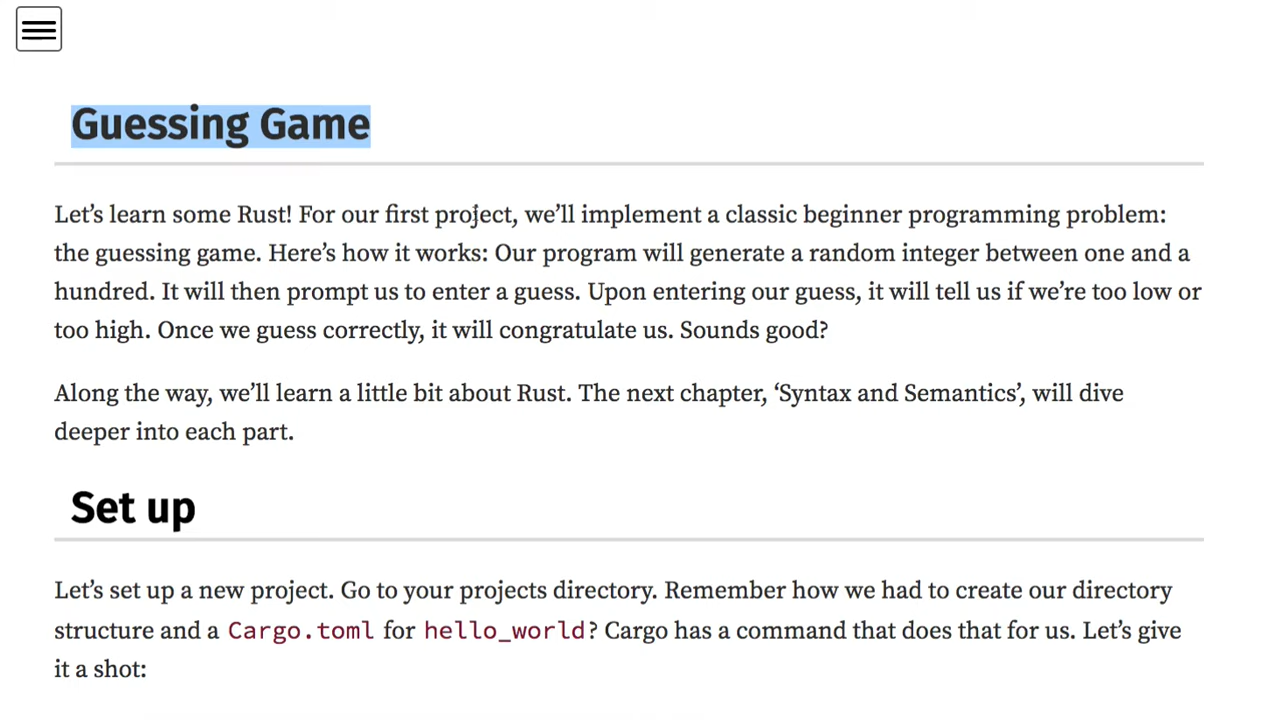 Guessing Game
Let’s learn some Rust! For our first project, we’ll implement a classic beginner programming problem:
the guessing game. Here’s how it works: Our program will generate a random integer between one and a
hundred. It will then prompt us to enter a guess. Upon entering our guess, it will tell us if we’re too low or
too high. Once we guess correctly, it will congratulate us. Sounds good?
Along the way, we’ll learn a little bit about Rust. The next chapter, ‘Syntax and Semantics’, will dive
deeper into each part.
Set up
Let’s set up a new project. Go to your projects directory. Remember how we had to create our directory
structure and a Cargo.toml for hello_world? Cargo has a command that does that for us. Let’s give
it a shot: